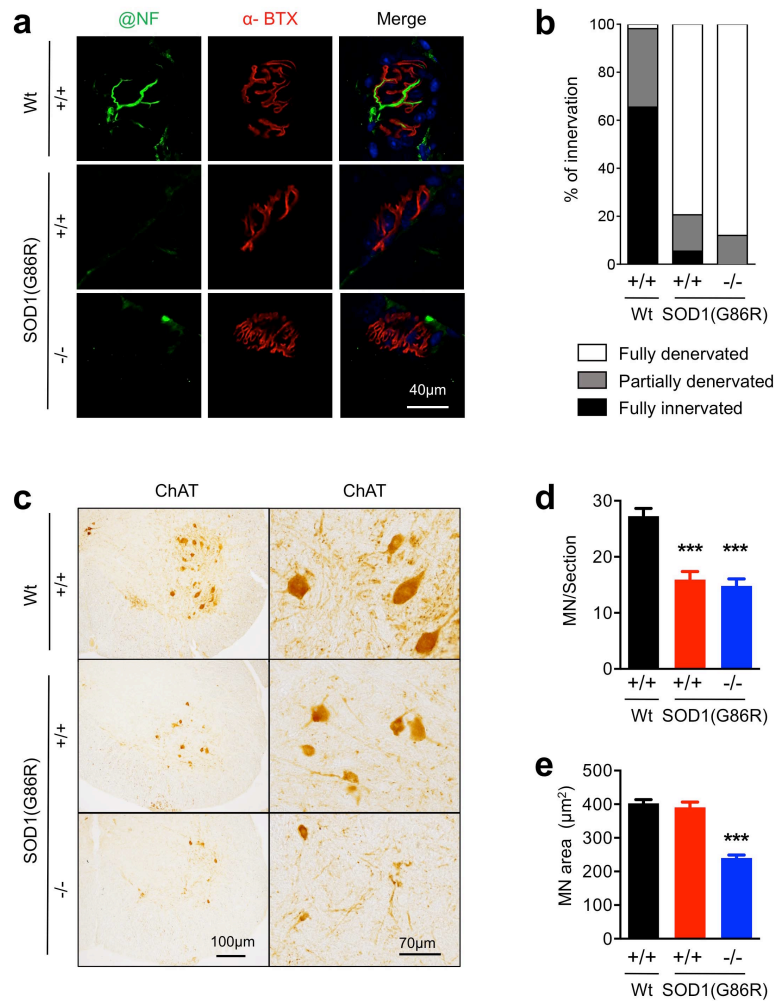 a
@NF
α- BTX
Merge
Wt
+/+
SOD1(G86R)
+/+
-/-
40µm
b
% of innervation
100
80
60
40
20
0
+/+ +/+ -/-
Wt SOD1(G86R)
Fully denervated
Partially denervated
Fully innervated
c
ChAT ChAT
Wt
+/+
SOD1(G86R)
+/+
-/-
100µm
70µm
d
MN/Section
30
20
10
0
*** ***
+/+ +/+ -/-
Wt SOD1(G86R)
e
MN area (µm²)
500
400
300
200
100
0
***
+/+ +/+ -/-
Wt SOD1(G86R)